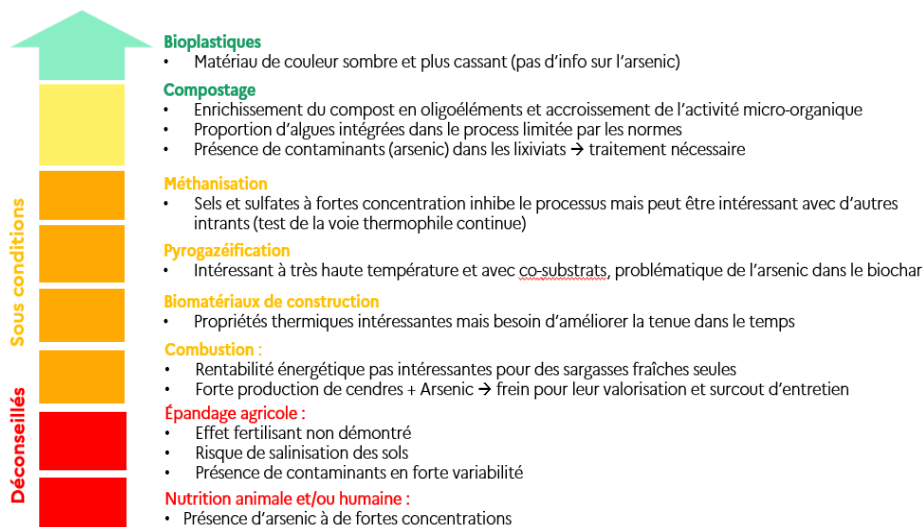 Bioplastiques
• Matériau de couleur sombre et plus cassant (pas d'info sur l'arsenic)
Compostage
• Enrichissement du compost en oligoéléments et accroissement de l'activité micro-organique
• Proportion d'algues intégrées dans le process limitée par les normes
• Présence de contaminants (arsenic) dans les lixiviats → traitement nécessaire
Sous conditions
Méthanisation
• Sels et sulfates à fortes concentration inhibe le processus mais peut être intéressant avec d'autres
intrants (test de la voie thermophile continue)
Pyrogazéification
• Intéressant à très haute température et avec co-substrats, problématique de l'arsenic dans le biochar
Biomatériaux de construction
• Propriétés thermiques intéressantes mais besoin d'améliorer la tenue dans le temps
Combustion :
• Rentabilité énergétique pas intéressantes pour des sargasses fraîches seules
• Forte production de cendres + Arsenic → frein pour leur valorisation et surcout d'entretien
Déconseillés
Épandage agricole :
• Effet fertilisant non démontré
• Risque de salinisation des sols
• Présence de contaminants en forte variabilité
Nutrition animale et/ou humaine :
• Présence d'arsenic à de fortes concentrations